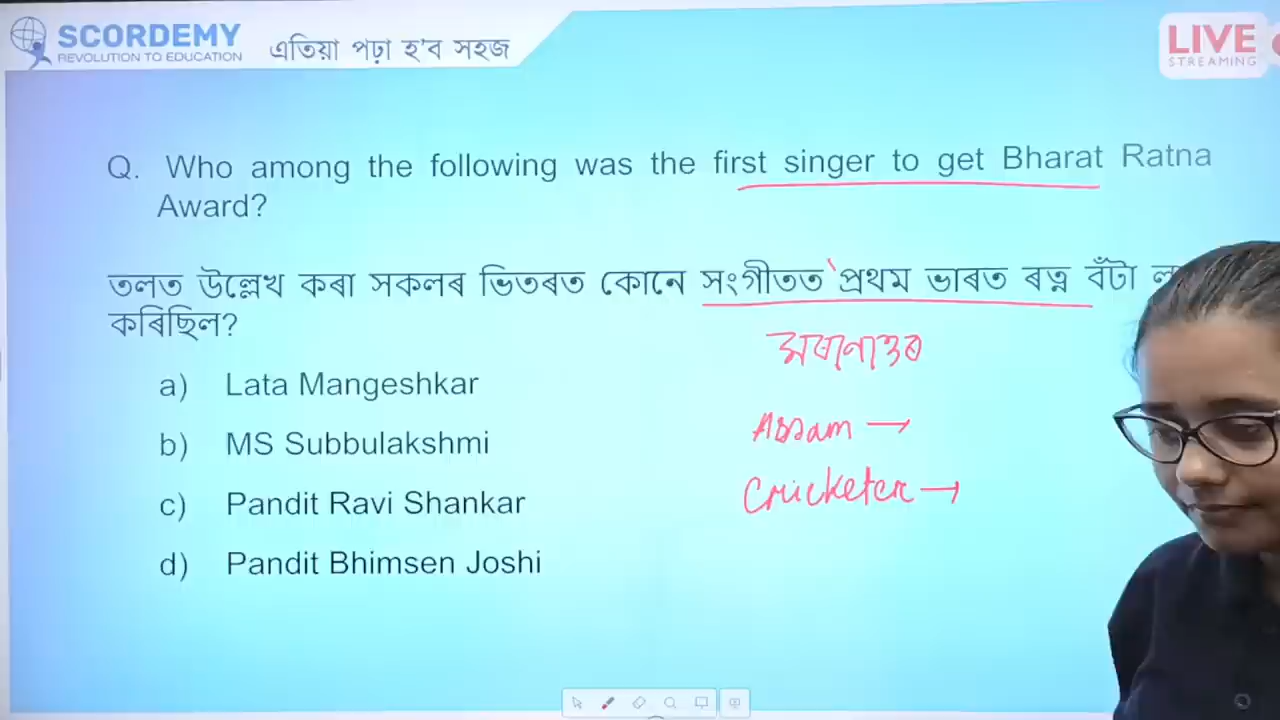 SCORDEMY
REVOLUTION TO EDUCATION
এতিয়া পঢ়া হ'ব সহজ
LIVE
STREAMING
Q. Who among the following was the first singer to get Bharat Ratna
Award?
তলত উল্লেখ কৰা সকলৰ ভিতৰত কোনে সংগীতত প্ৰথম ভাৰত ৰত্ন বঁটা
কৰিছিল?
a) Lata Mangeshkar
b) MS Subbulakshmi
c) Pandit Ravi Shankar
d) Pandit Bhimsen Joshi
Assam →
Cricketer →